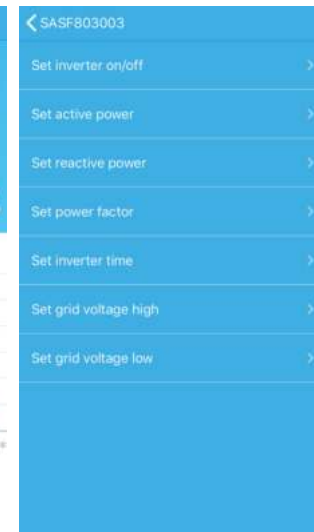 SASF803003
Set inverter on/off
Set active power
Set reactive power
Set power factor
Set inverter time
Set grid voltage high
Set grid voltage low